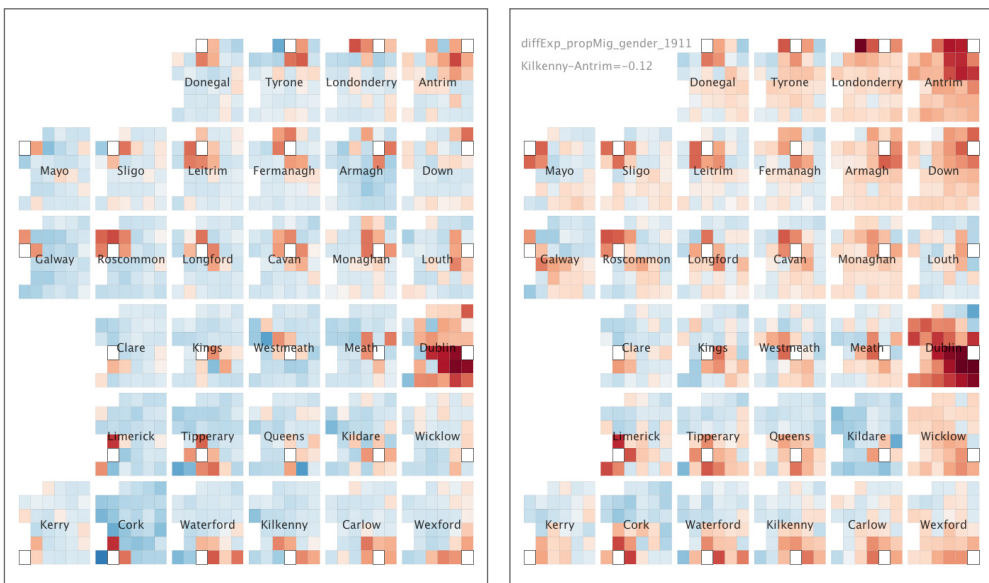 Donegal Tyrone Londonderry Antrim
Mayo Sligo Leitrim Fermanagh Armagh Down
Galway Roscommon Longford Cavan Monaghan Louth
Clare Kings Westmeath Meath Dublin
Limerick Tipperary Queens Kildare Wicklow
Kerry Cork Waterford Kilkenny Carlow Wexford
diffExp_propMig_gender_1911
Kilkenny-Antrim=-0.12
Donegal Tyrone Londonderry Antrim
Mayo Sligo Leitrim Fermanagh Armagh Down
Galway Roscommon Longford Cavan Monaghan Louth
Clare Kings Westmeath Meath Dublin
Limerick Tipperary Queens Kildare Wicklow
Kerry Cork Waterford Kilkenny Carlow Wexford